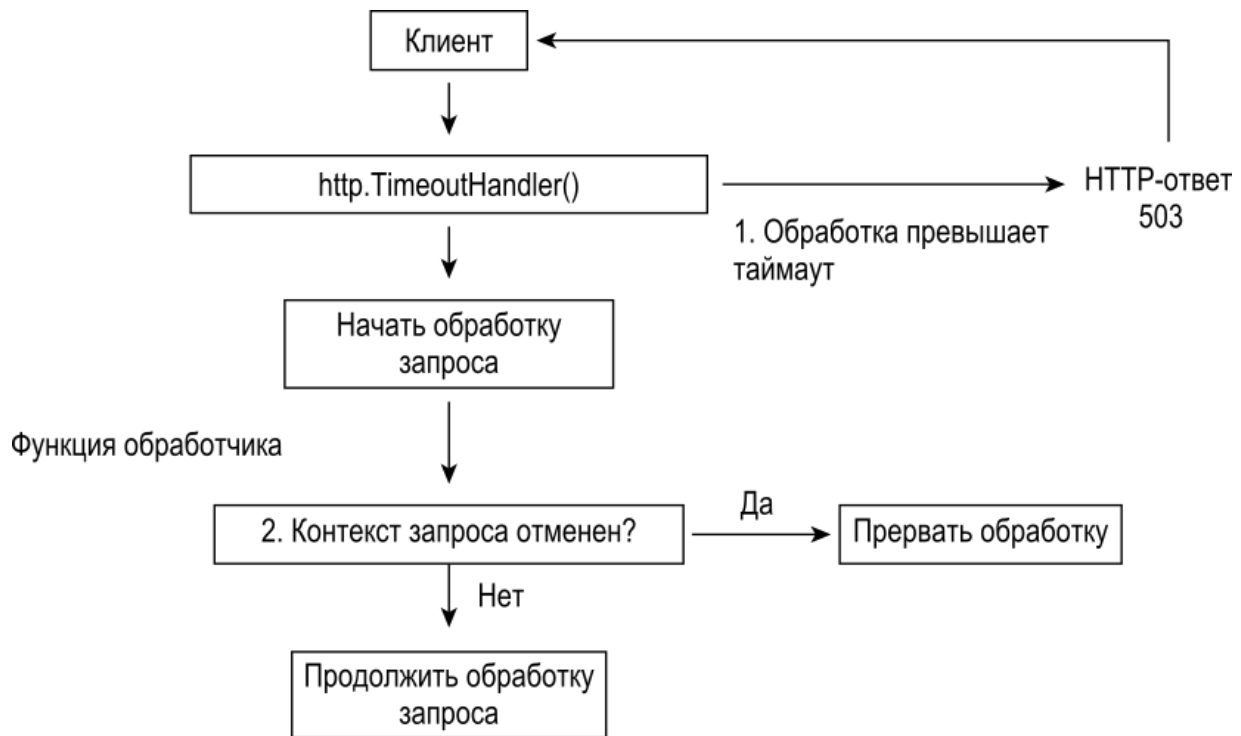 Клиент
http.TimeoutHandler()
HTTP-ответ
503
1. Обработка превышает
таймаут
Начать обработку
запроса
Функция обработчика
2. Контекст запроса отменен?
Да
Прервать обработку
Нет
Продолжить обработку
запроса